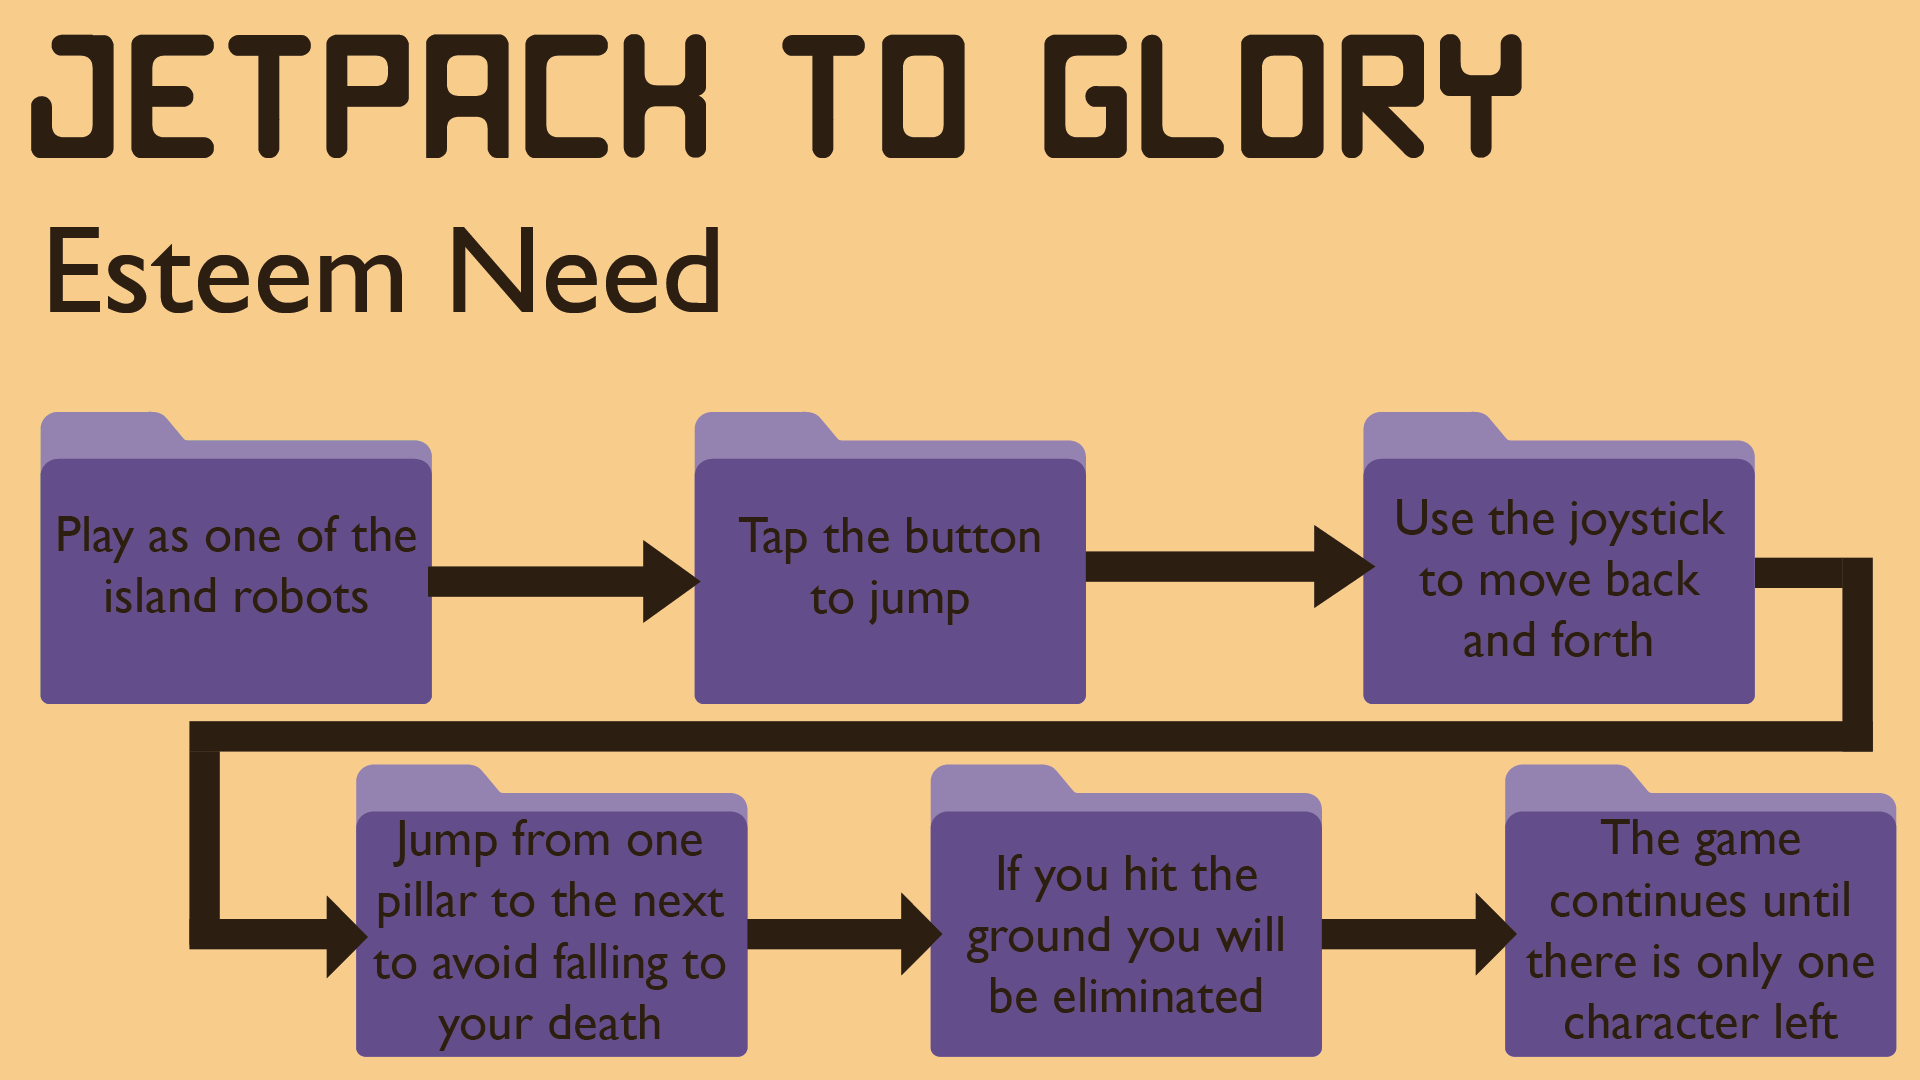 JETPACK TO GLORY
Esteem Need
Play as one of the
island robots
Tap the button
to jump
Use the joystick
to move back
and forth
Jump from one
pillar to the next
to avoid falling to
your death
If you hit the
ground you will
be eliminated
The game
continues until
there is only one
character left